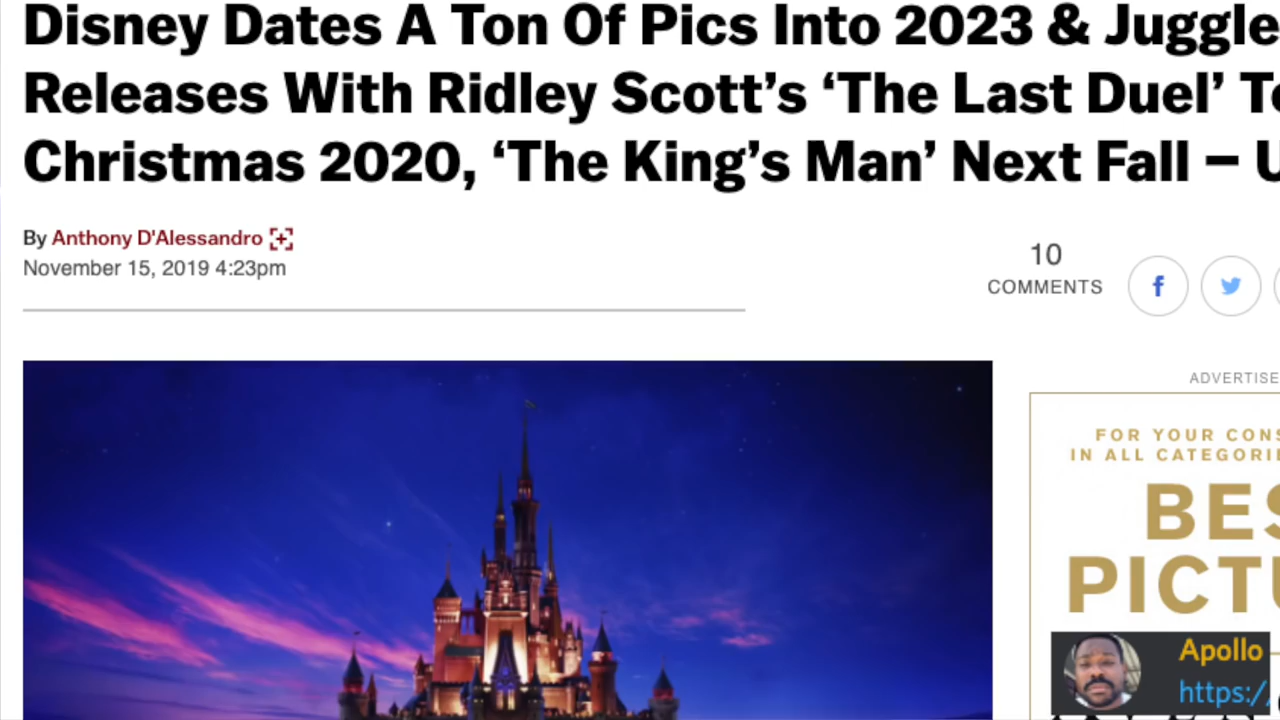 Disney Dates A Ton Of Pics Into 2023 & Juggle
Releases With Ridley Scott's ‘The Last Duel’ To
Christmas 2020, ‘The King's Man’ Next Fall – U
By Anthony D'Alessandro
November 15, 2019 4:23pm
10
COMMENTS
ADVERTISE
FOR YOUR CONS
IN ALL CATEGORI
BES
PICTU
Apollo
https:/